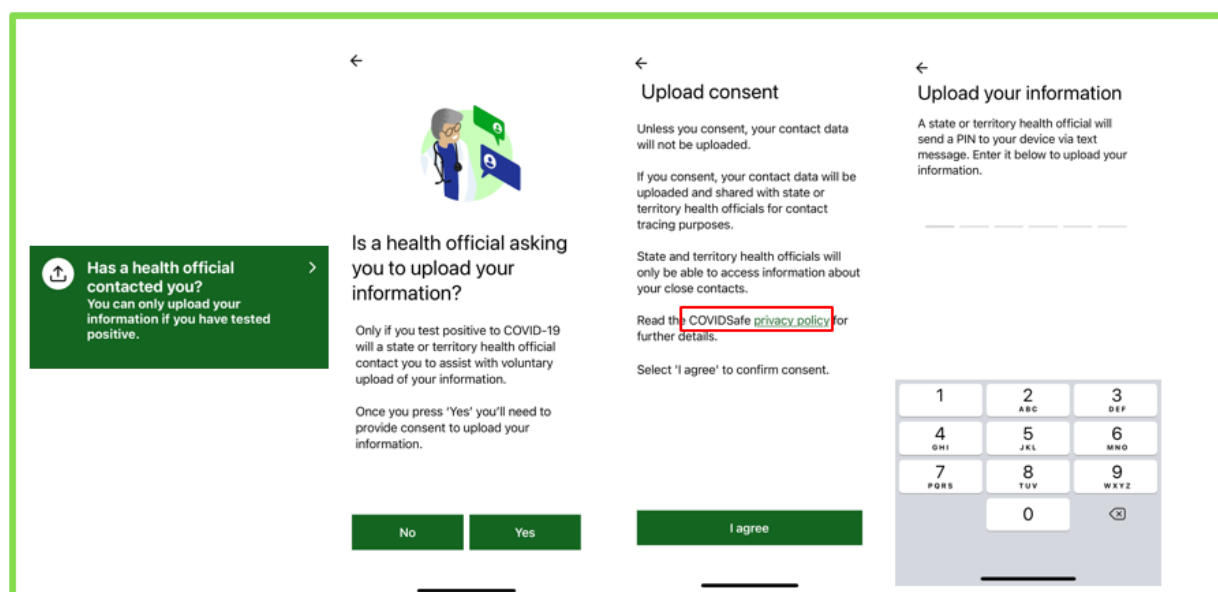 Has a health official
contacted you?
You can only upload your
information if you have tested
positive.
Is a health official asking
you to upload your
information?
Only if you test positive to COVID-19
will a state or territory health official
contact you to assist with voluntary
upload of your information.
Once you press 'Yes' you'll need to
provide consent to upload your
information.
No
Yes
Upload consent
Unless you consent, your contact data
will not be uploaded.
If you consent, your contact data will be
uploaded and shared with state or
territory health officials for contact
tracing purposes.
State and territory health officials will
only be able to access information about
your close contacts.
Read the COVIDSafe privacy policy for
further details.
Select 'I agree' to confirm consent.
I agree
Upload your information
A state or territory health official will
send a PIN to your device via text
message. Enter it below to upload your
information.
1 2 3
ABC DEF
4 5 6
GHI JKL MNO
7 8 9
PQRS TUV WXYZ
0